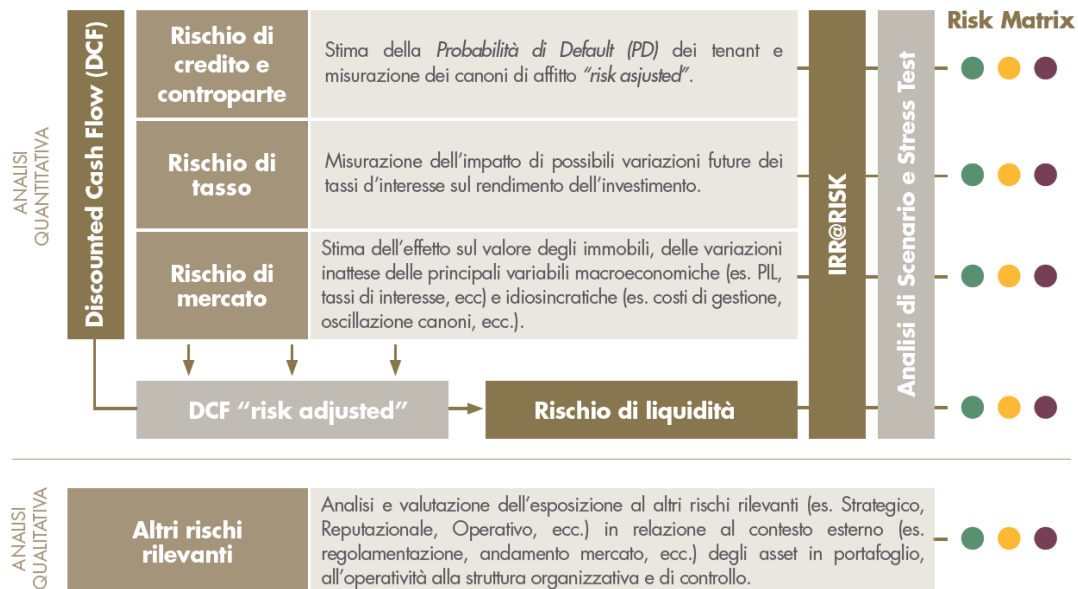 Risk Matrix
ANALISI
QUANTITATIVA
Discounted Cash Flow (DCF)
Rischio di
credito e
controparte
Stima della Probabilità di Default (PD) dei tenant e
misurazione dei canoni di affitto “risk asjusted”.
Rischio di
tasso
Misurazione dell’impatto di possibili variazioni future dei
tassi d’interesse sul rendimento dell’investimento.
Rischio di
mercato
Stima dell’effetto sul valore degli immobili, delle variazioni
inattese delle principali variabili macroeconomiche (es. PIL,
tassi di interesse, ecc) e idiosincratiche (es. costi di gestione,
oscillazione canoni, ecc.).
IRR@RISK
Analisi di Scenario e Stress Test
DCF “risk adjusted”
Rischio di liquidità
ANALISI
QUALITATIVA
Altri rischi
rilevanti
Analisi e valutazione dell’esposizione al altri rischi rilevanti (es. Strategico,
Reputazionale, Operativo, ecc.) in relazione al contesto esterno (es.
regolamentazione, andamento mercato, ecc.) degli asset in portafoglio,
all’operatività alla struttura organizzativa e di controllo.